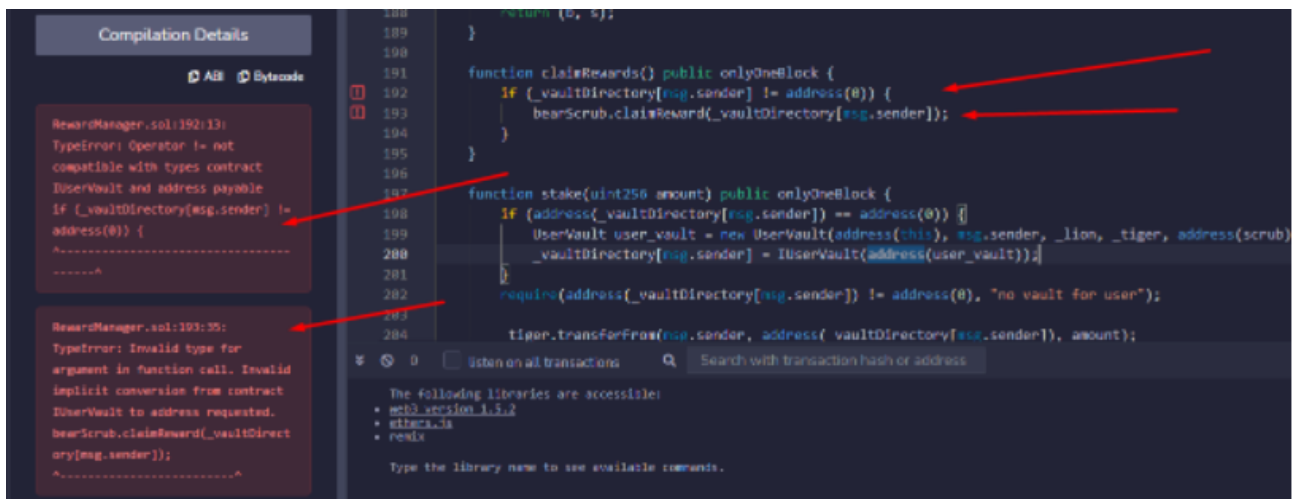 Compilation Details
ABI Bytecode
RewardManager.sol:192:13:
TypeError: Operator != not
compatible with types contract
IUserVault and address payable
if (_vaultDirectory[msg.sender] !=
address(0)) {
^----------------------------------
------^
RewardManager.sol:193:35:
TypeError: Invalid type for
argument in function call. Invalid
implicit conversion from contract
IUserVault to address requested.
bearScrub.claimReward(_vaultDirect
ory[msg.sender]);
^--------------------------^
188 return (b, s);
189 }
190
191 function claimRewards() public onlyOneBlock {
192 if (_vaultDirectory[msg.sender] != address(0)) {
193 bearScrub.claimReward(_vaultDirectory[msg.sender]);
194 }
195 }
196
197 function stake(uint256 amount) public onlyOneBlock {
198 if (address(_vaultDirectory[msg.sender]) == address(0)) {
199 UserVault user_vault = new UserVault(address(this), msg.sender, _lion, _tiger, address(scrub)
200 _vaultDirectory[msg.sender] = IUserVault(address(user_vault));
201 }
202 require(address(_vaultDirectory[msg.sender]) != address(0), "no vault for user");
203
204 tiger.transferFrom(msg.sender, address(_vaultDirectory[msg.sender]), amount);
0 listen on all transactions Search with transaction hash or address
The following libraries are accessible:
• web3 version 1.5.2
• ethers.js
• remix
Type the library name to see available commands.